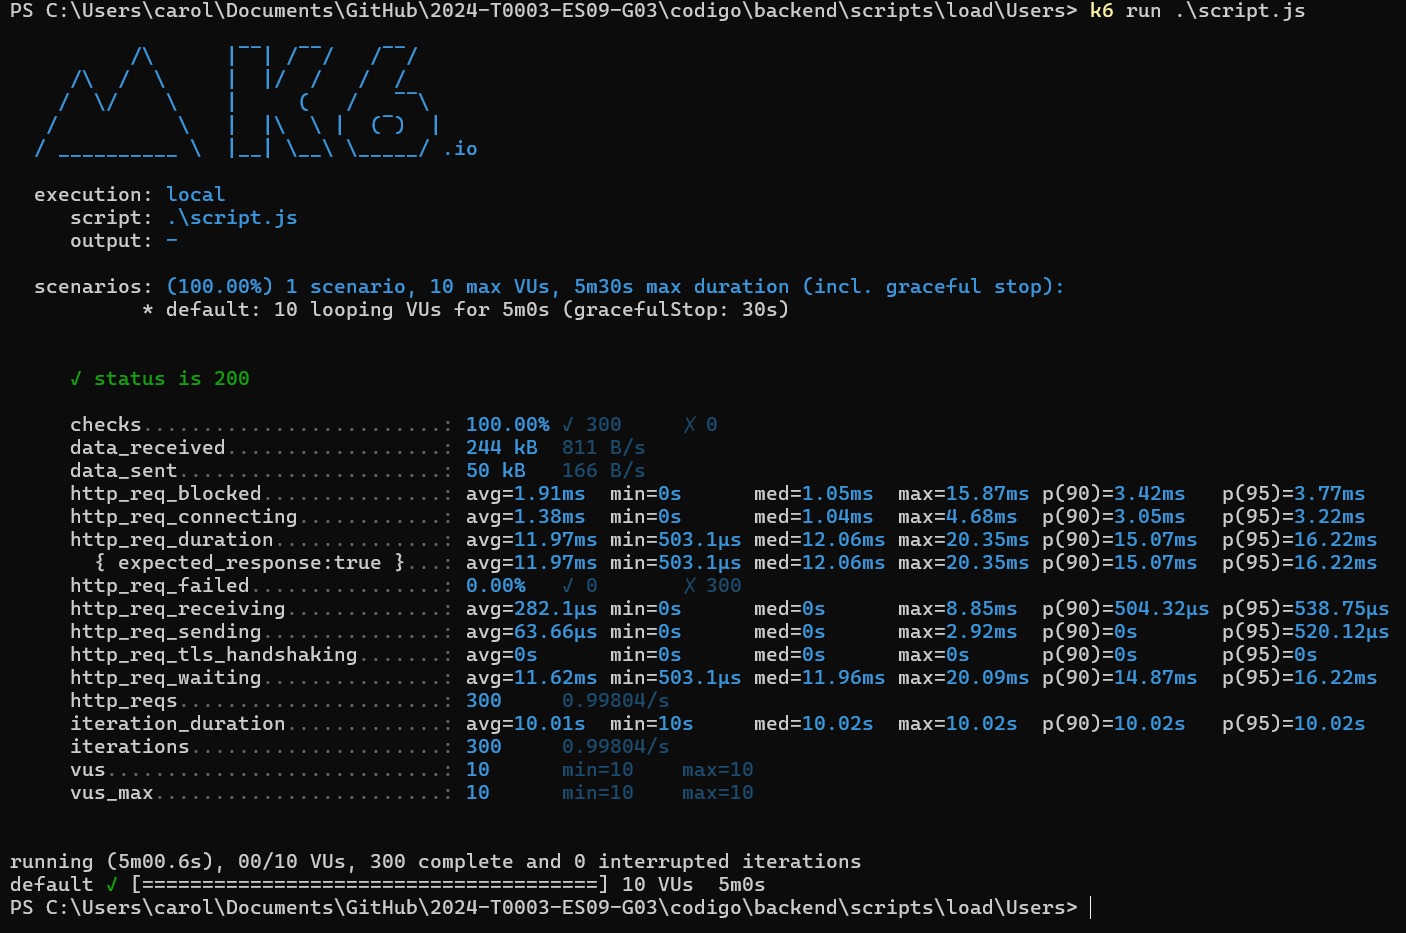 PS C:\Users\carol\Documents\GitHub\2024-T0003-ES09-G03\codigo\backend\scripts\load\Users> k6 run .\script.js
          /\      |‾‾| /‾‾/   /‾‾/
     /\  /  \     |  |/  /   /  /
    /  \/    \    |     (   /   ‾‾\
   /          \   |  |\  \ |  (‾)  |
  / __________ \  |__| \__\ \_____/ .io
  execution: local
     script: .\script.js
     output: -
  scenarios: (100.00%) 1 scenario, 10 max VUs, 5m30s max duration (incl. graceful stop):
           * default: 10 looping VUs for 5m0s (gracefulStop: 30s)
     ✓ status is 200
     checks.........................: 100.00% ✓ 300     ✗ 0
     data_received..................: 244 kB  811 B/s
     data_sent......................: 50 kB   166 B/s
     http_req_blocked...............: avg=1.91ms  min=0s      med=1.05ms  max=15.87ms p(90)=3.42ms   p(95)=3.77ms
     http_req_connecting............: avg=1.38ms  min=0s      med=1.04ms  max=4.68ms  p(90)=3.05ms   p(95)=3.22ms
     http_req_duration..............: avg=11.97ms min=503.1µs med=12.06ms max=20.35ms p(90)=15.07ms  p(95)=16.22ms
       { expected_response:true }...: avg=11.97ms min=503.1µs med=12.06ms max=20.35ms p(90)=15.07ms  p(95)=16.22ms
     http_req_failed................: 0.00%   ✓ 0       ✗ 300
     http_req_receiving.............: avg=282.1µs min=0s      med=0s      max=8.85ms  p(90)=504.32µs p(95)=538.75µs
     http_req_sending...............: avg=63.66µs min=0s      med=0s      max=2.92ms  p(90)=0s       p(95)=520.12µs
     http_req_tls_handshaking.......: avg=0s      min=0s      med=0s      max=0s      p(90)=0s       p(95)=0s
     http_req_waiting...............: avg=11.62ms min=503.1µs med=11.96ms max=20.09ms p(90)=14.87ms  p(95)=16.22ms
     http_reqs......................: 300     0.99804/s
     iteration_duration.............: avg=10.01s  min=10s     med=10.02s  max=10.02s  p(90)=10.02s   p(95)=10.02s
     iterations.....................: 300     0.99804/s
     vus............................: 10      min=10    max=10
     vus_max........................: 10      min=10    max=10
running (5m00.6s), 00/10 VUs, 300 complete and 0 interrupted iterations
default ✓ [======================================] 10 VUs  5m0s
PS C:\Users\carol\Documents\GitHub\2024-T0003-ES09-G03\codigo\backend\scripts\load\Users>